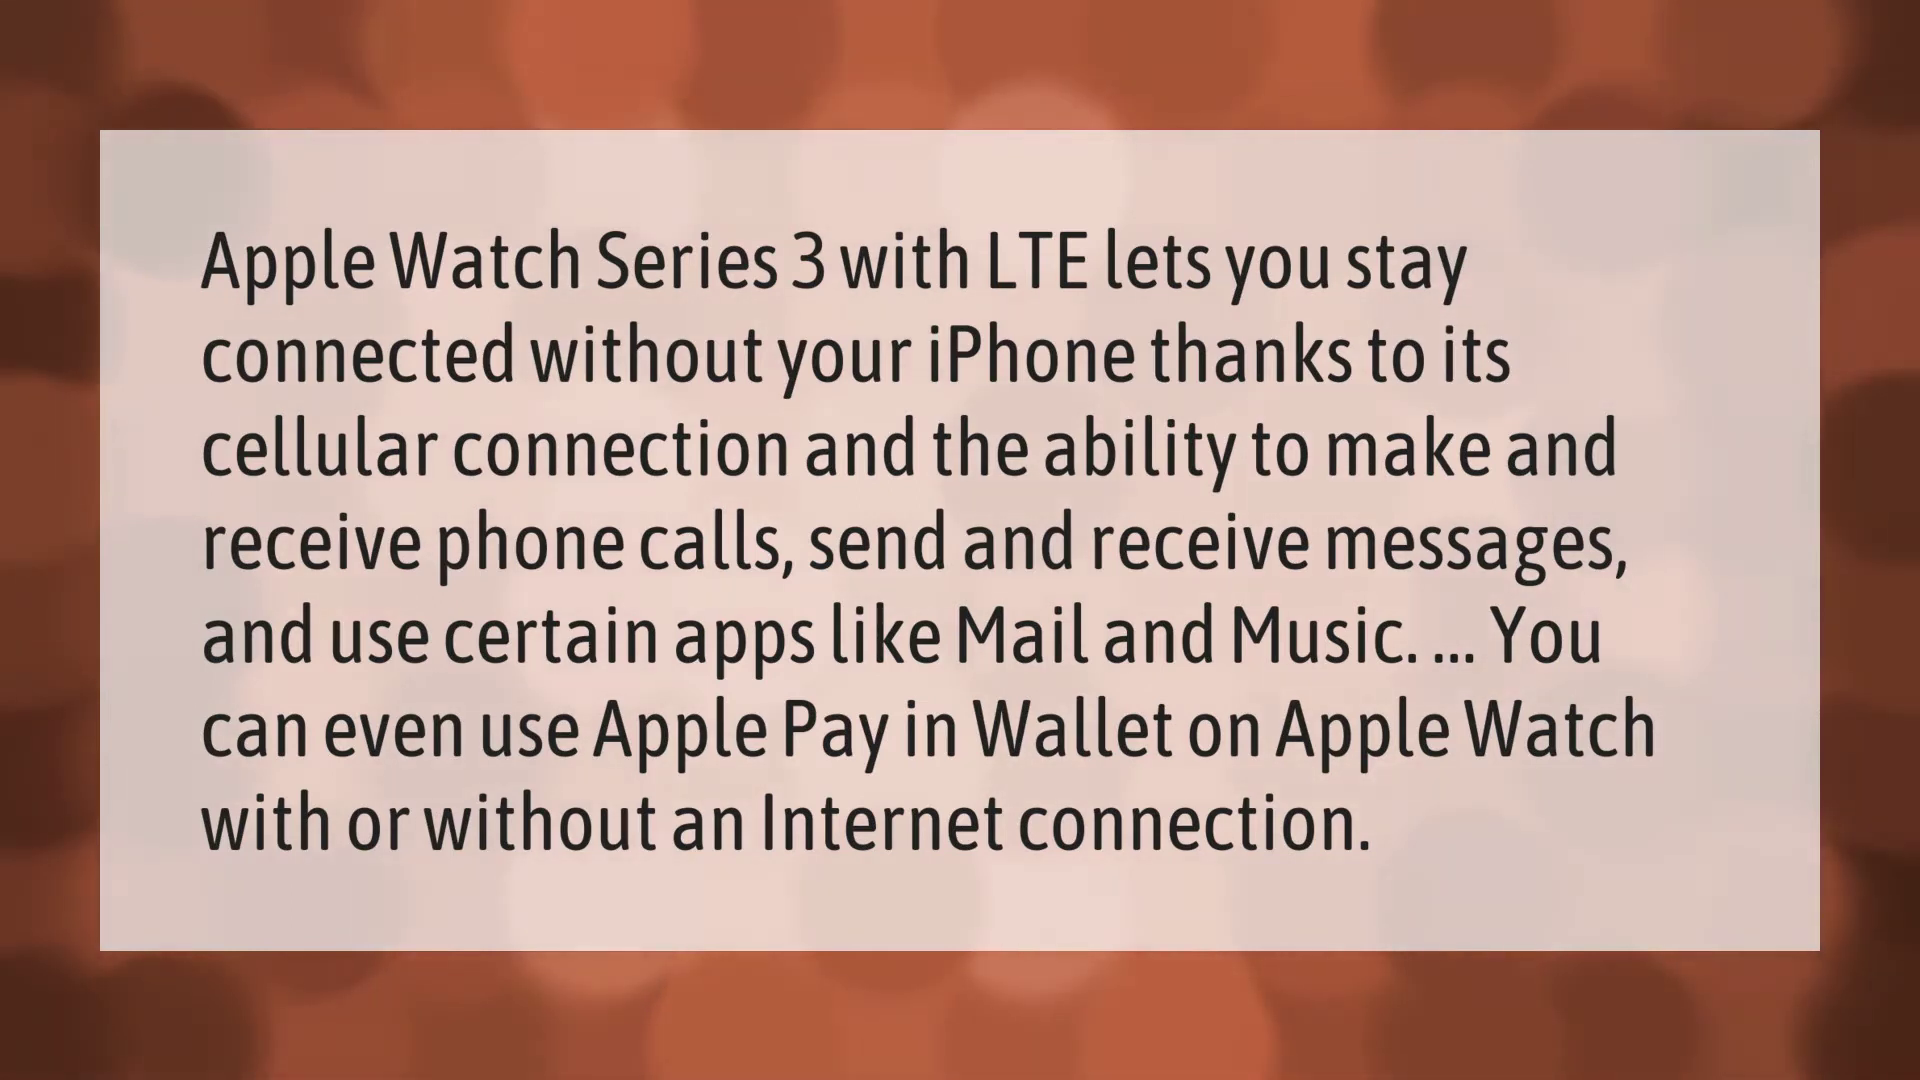 Apple Watch Series 3 with LTE lets you stay
connected without your iPhone thanks to its
cellular connection and the ability to make and
receive phone calls, send and receive messages,
and use certain apps like Mail and Music. ... You
can even use Apple Pay in Wallet on Apple Watch
with or without an Internet connection.